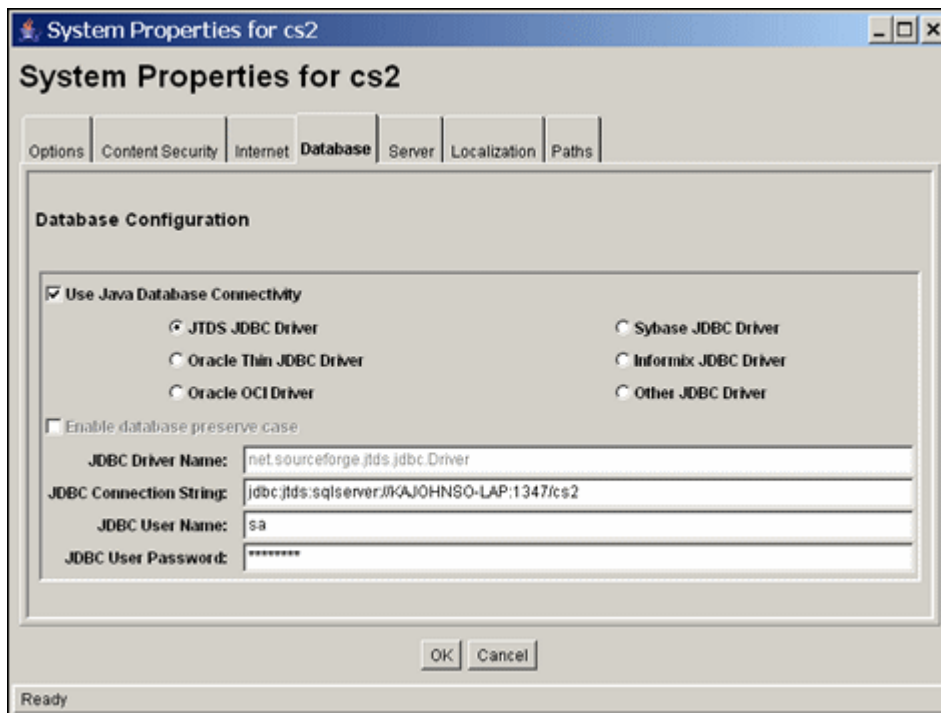 System Properties for cs2
System Properties for cs2
Options Content Security Internet Database Server Localization Paths
Database Configuration
Use Java Database Connectivity
JTDS JDBC Driver Sybase JDBC Driver
Oracle Thin JDBC Driver Informix JDBC Driver
Oracle OCI Driver Other JDBC Driver
Enable database preserve case
JDBC Driver Name: net.sourceforge.jtds.jdbc.Driver
JDBC Connection String: jdbc:jtds:sqlserver://KAJOHNSO-LAP:1347/cs2
JDBC User Name: sa
JDBC User Password: ********
OK Cancel
Ready